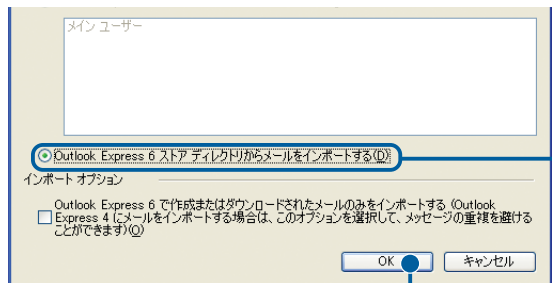 メイン ユーザー
Outlook Express 6 ストア ディレクトリからメールをインポートする(D)
インポート オプション
Outlook Express 6 で作成またはダウンロードされたメールのみをインポートする (Outlook
Express 4 にメールをインポートする場合は、このオプションを選択して、メッセージの重複を避ける
ことができます)(O)
OK キャンセル